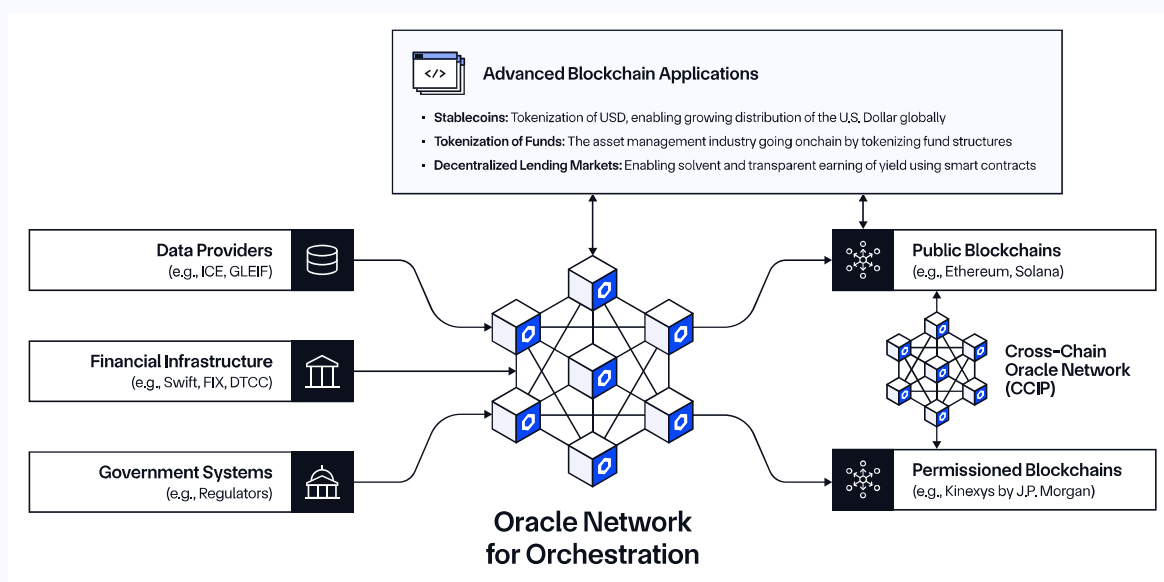 </>
Advanced Blockchain Applications
▪ Stablecoins: Tokenization of USD, enabling growing distribution of the U.S. Dollar globally
▪ Tokenization of Funds: The asset management industry going onchain by tokenizing fund structures
▪ Decentralized Lending Markets: Enabling solvent and transparent earning of yield using smart contracts
Data Providers
(e.g., ICE, GLEIF)
Financial Infrastructure
(e.g., Swift, FIX, DTCC)
Government Systems
(e.g., Regulators)
Oracle Network
for Orchestration
Public Blockchains
(e.g., Ethereum, Solana)
Cross-Chain
Oracle Network
(CCIP)
Permissioned Blockchains
(e.g., Kinexys by J.P. Morgan)